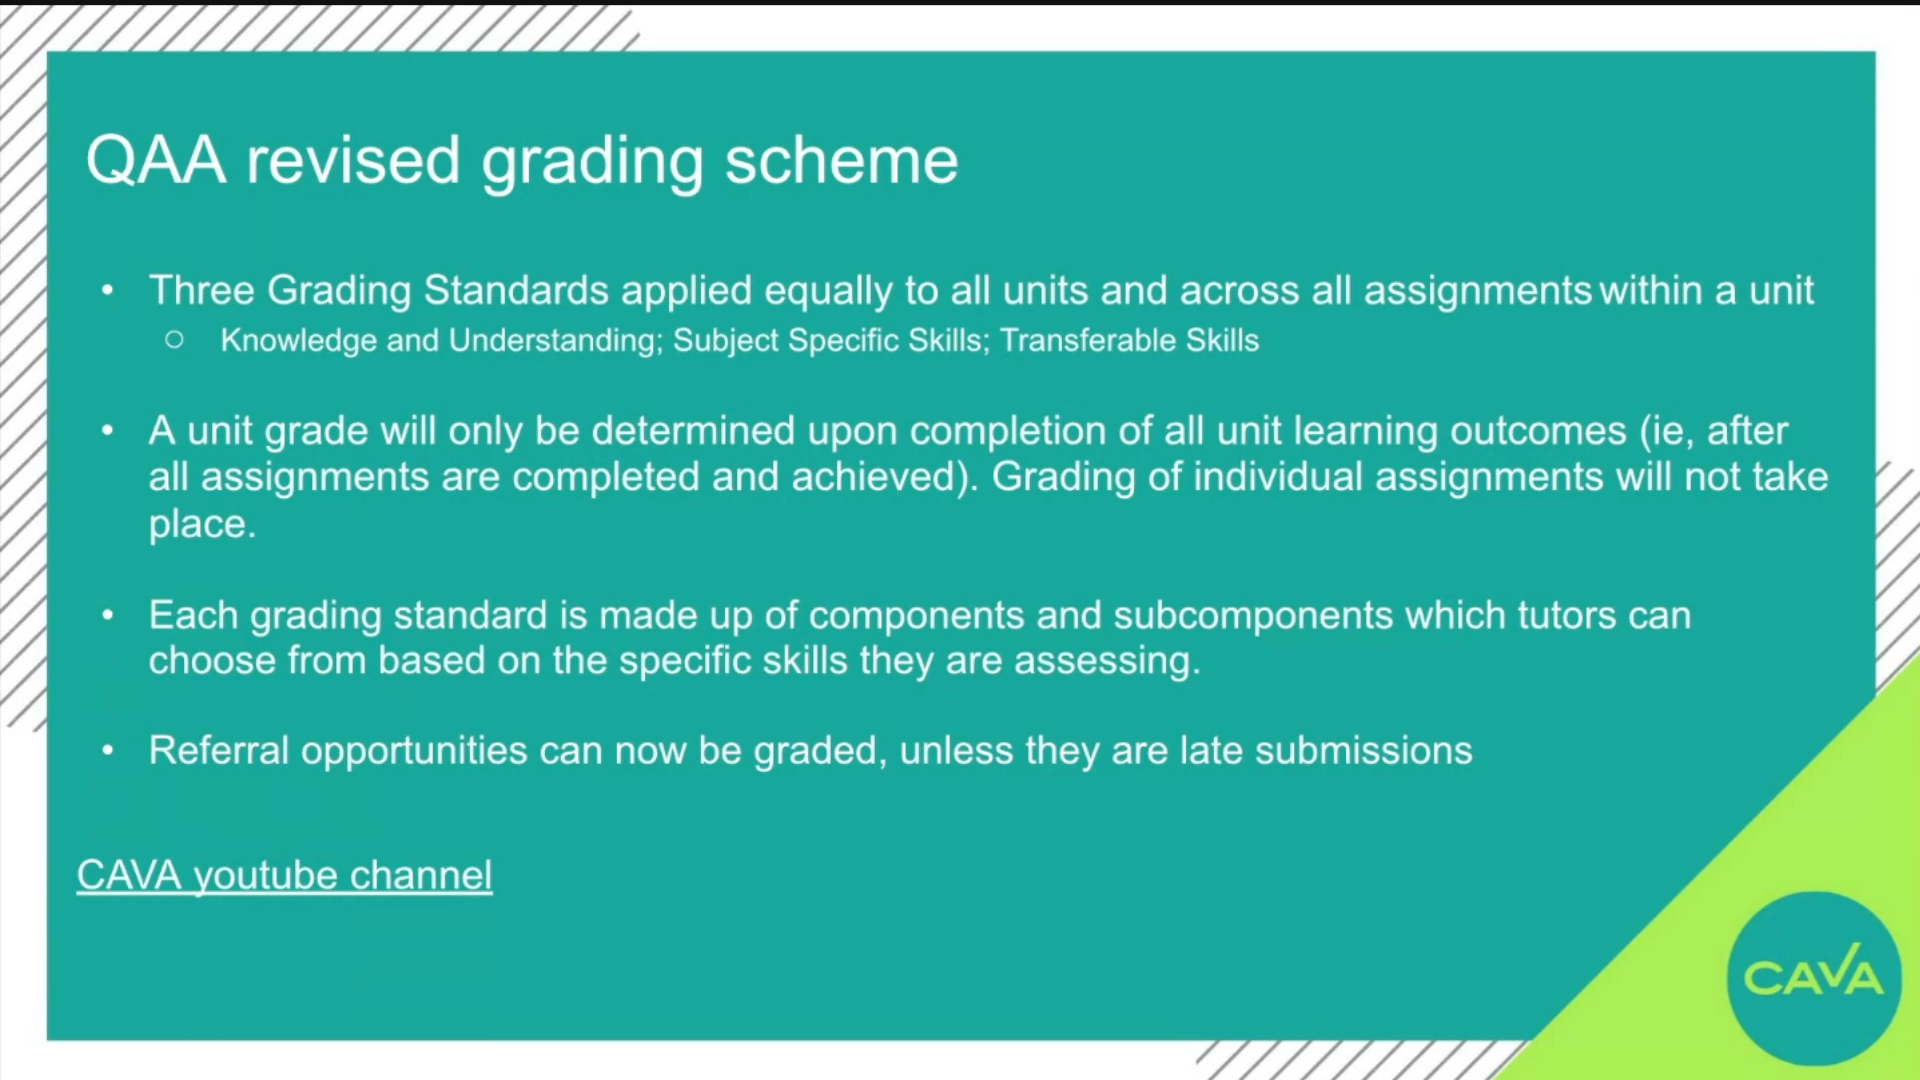 QAA revised grading scheme
• Three Grading Standards applied equally to all units and across all assignments within a unit
○ Knowledge and Understanding; Subject Specific Skills; Transferable Skills
• A unit grade will only be determined upon completion of all unit learning outcomes (ie, after
all assignments are completed and achieved). Grading of individual assignments will not take
place.
• Each grading standard is made up of components and subcomponents which tutors can
choose from based on the specific skills they are assessing.
• Referral opportunities can now be graded, unless they are late submissions
CAVA youtube channel
CAVA